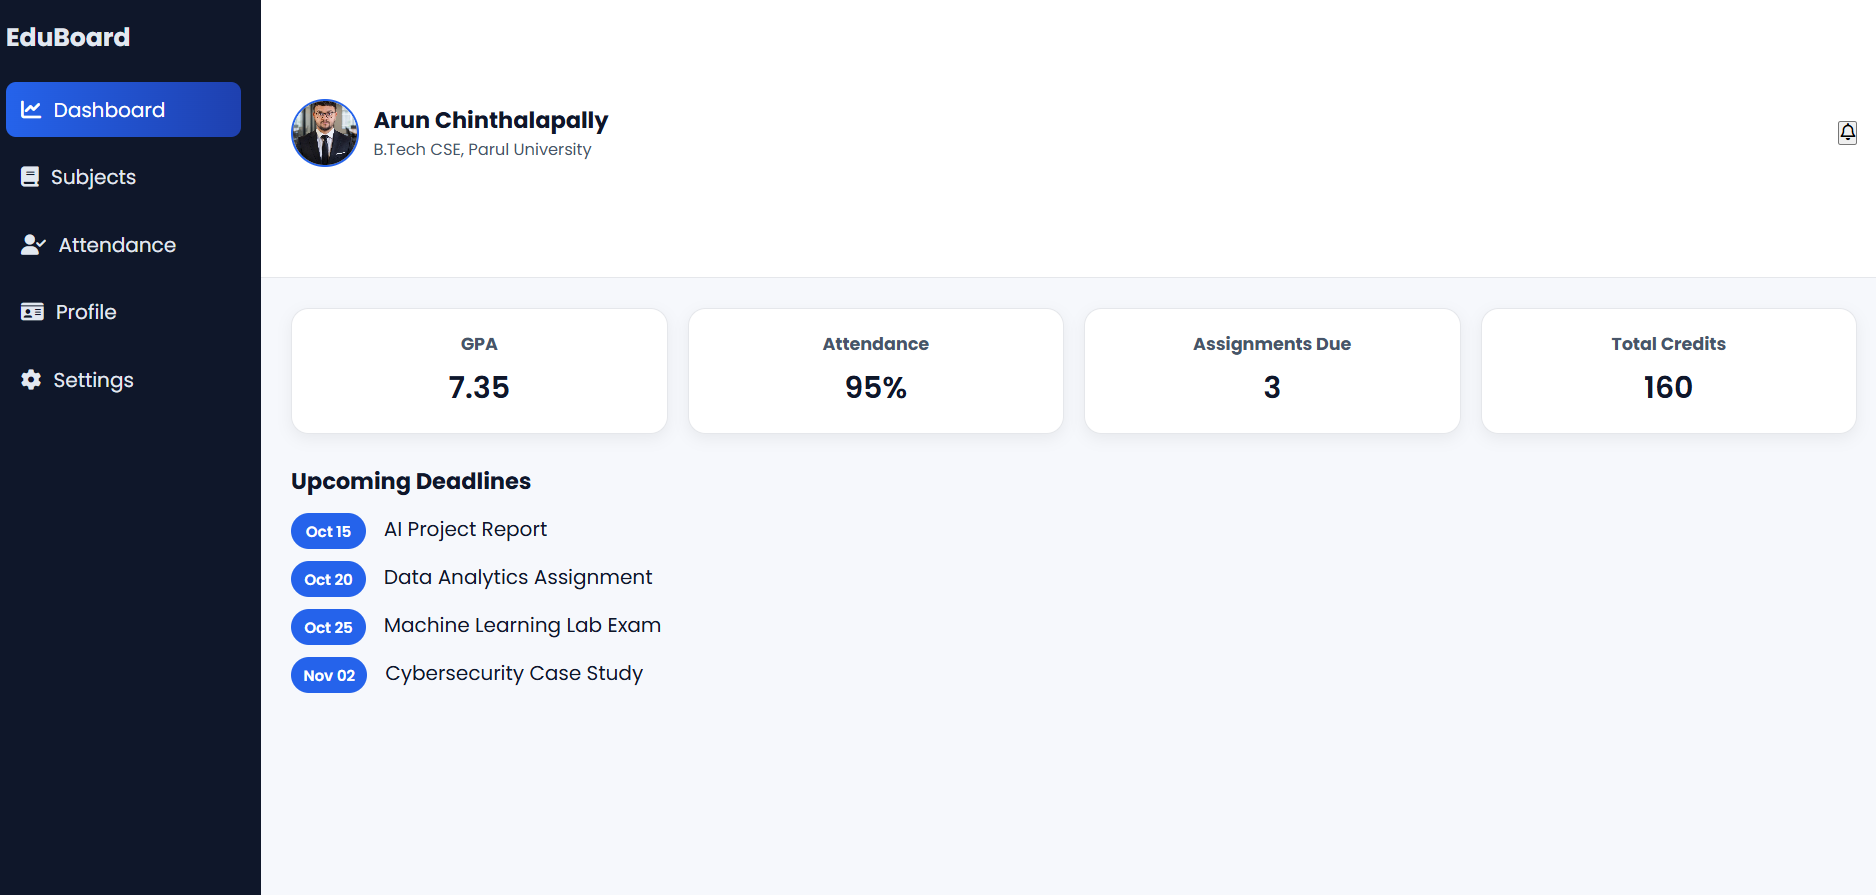 EduBoard
Dashboard
Subjects
Attendance
Profile
Settings
Arun Chinthalapally
B.Tech CSE, Parul University
GPA
7.35
Attendance
95%
Assignments Due
3
Total Credits
160
Upcoming Deadlines
Oct 15 AI Project Report
Oct 20 Data Analytics Assignment
Oct 25 Machine Learning Lab Exam
Nov 02 Cybersecurity Case Study